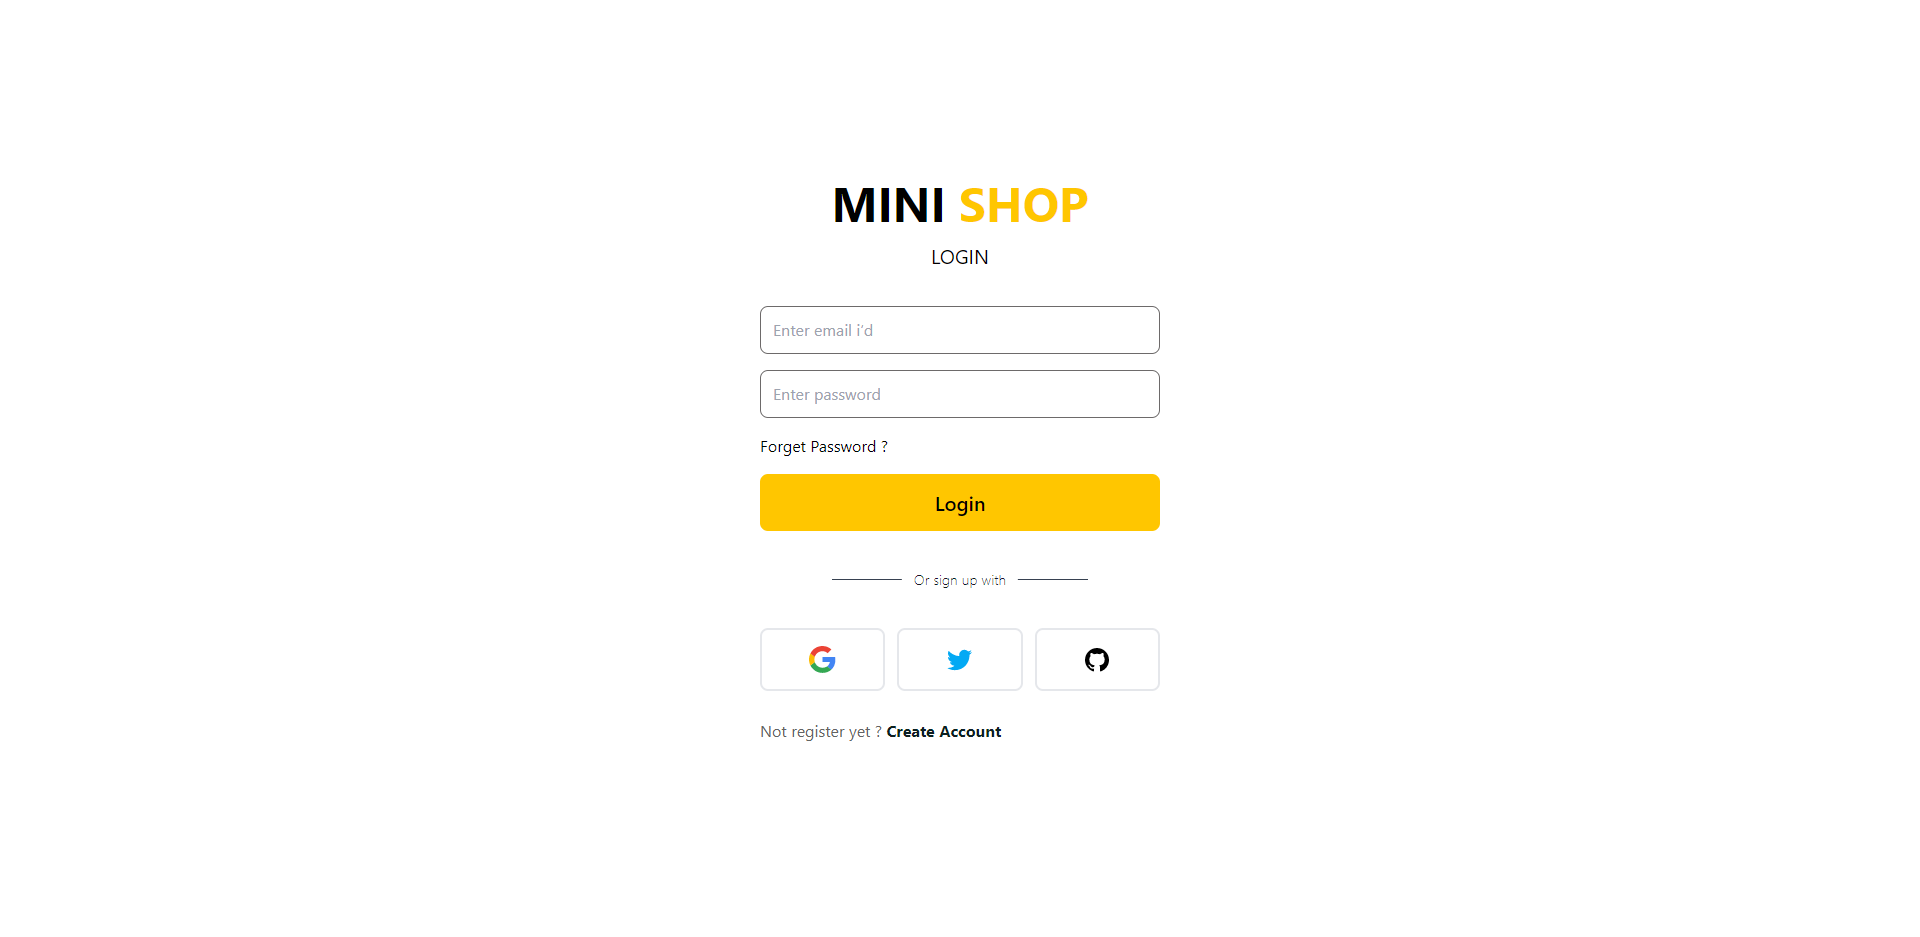 MINI SHOP
LOGIN
Enter email i'd
Enter password
Forget Password ?
Login
Or sign up with
Not register yet ? Create Account